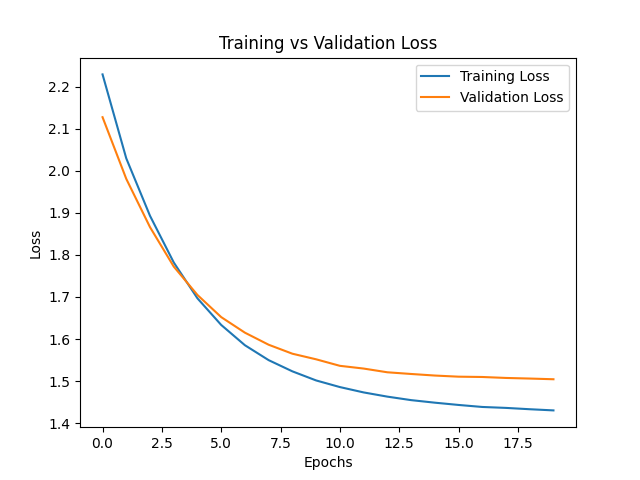 Training vs Validation Loss
Training Loss
Validation Loss
2.2
2.1
2.0
1.9
1.8
1.7
1.6
1.5
1.4
Loss
0.0 2.5 5.0 7.5 10.0 12.5 15.0 17.5
Epochs